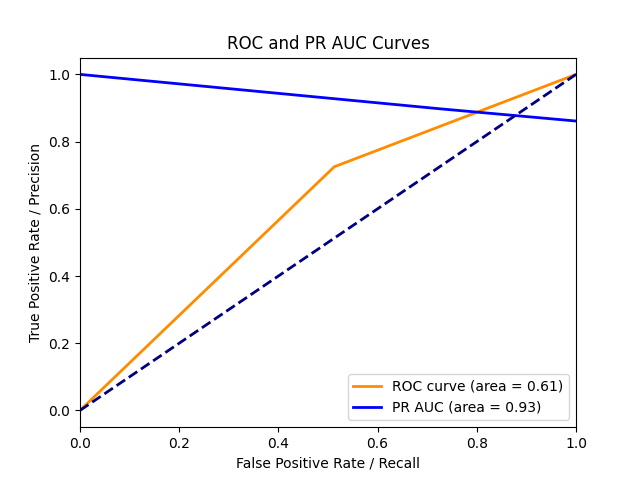 ROC and PR AUC Curves
True Positive Rate / Precision
1.0
0.8
0.6
0.4
0.2
0.0
ROC curve (area = 0.61)
PR AUC (area = 0.93)
0.0 0.2 0.4 0.6 0.8 1.0
False Positive Rate / Recall